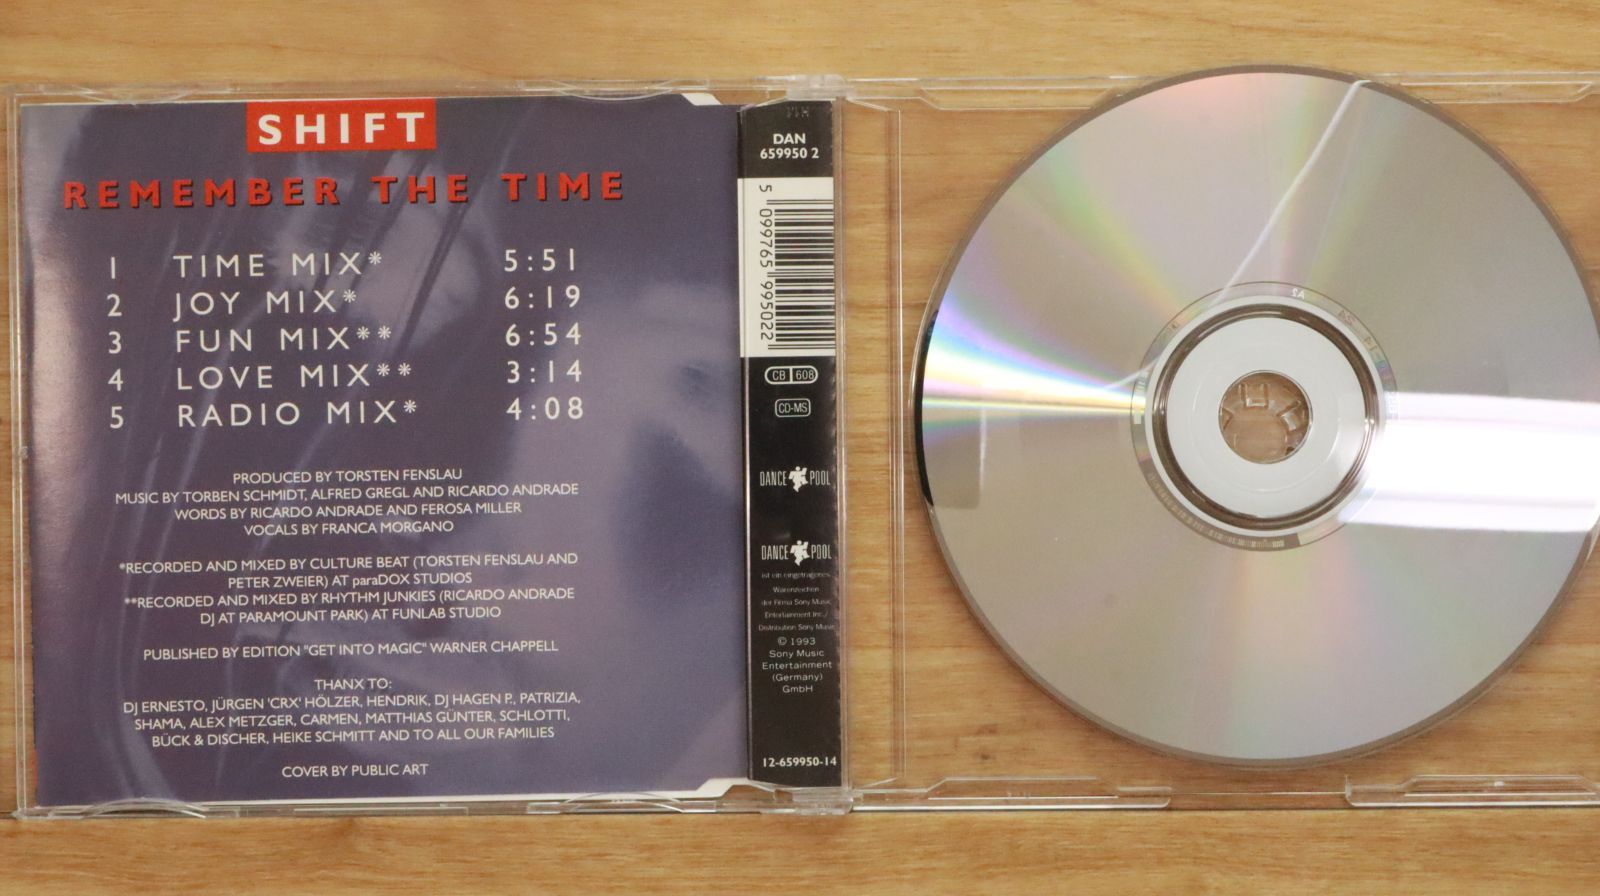 SHIFT
REMEMBER THE TIME
1 TIME MIX* 5:51
2 JOY MIX* 6:19
3 FUN MIX** 6:54
4 LOVE MIX** 3:14
5 RADIO MIX* 4:08
PRODUCED BY TORSTEN FENSLAU
MUSIC BY TORBEN SCHMIDT, ALFRED GREGL AND RICARDO ANDRADE
WORDS BY RICARDO ANDRADE AND FEROSA MILLER
VOCALS BY FRANCA MORGANO
*RECORDED AND MIXED BY CULTURE BEAT (TORSTEN FENSLAU AND
PETER ZWEIER) AT paraDOX STUDIOS
**RECORDED AND MIXED BY RHYTHM JUNKIES (RICARDO ANDRADE
DJ AT PARAMOUNT PARK) AT FUNLAB STUDIO
PUBLISHED BY EDITION "GET INTO MAGIC" WARNER CHAPPELL
THANX TO:
DJ ERNESTO, JÜRGEN 'CRX' HÖLZER, HENDRIK, DJ HAGEN P., PATRIZIA,
SHAMA, ALEX METZGER, CARMEN, MATTHIAS GÜNTER, SCHLOTTI,
BÜCK & DISCHER, HEIKE SCHMITT AND TO ALL OUR FAMILIES
COVER BY PUBLIC ART
DAN
659950 2
5 099765 995022
CB 608
CD-MS
DANCE POOL
DANCE POOL
ist ein eingetragenes
Warenzeichen
der Firma Sony Music
Entertainment Inc./
Distribution Sony Music
© 1993
Sony Music
Entertainment
(Germany)
GmbH
12-659950-14
A2